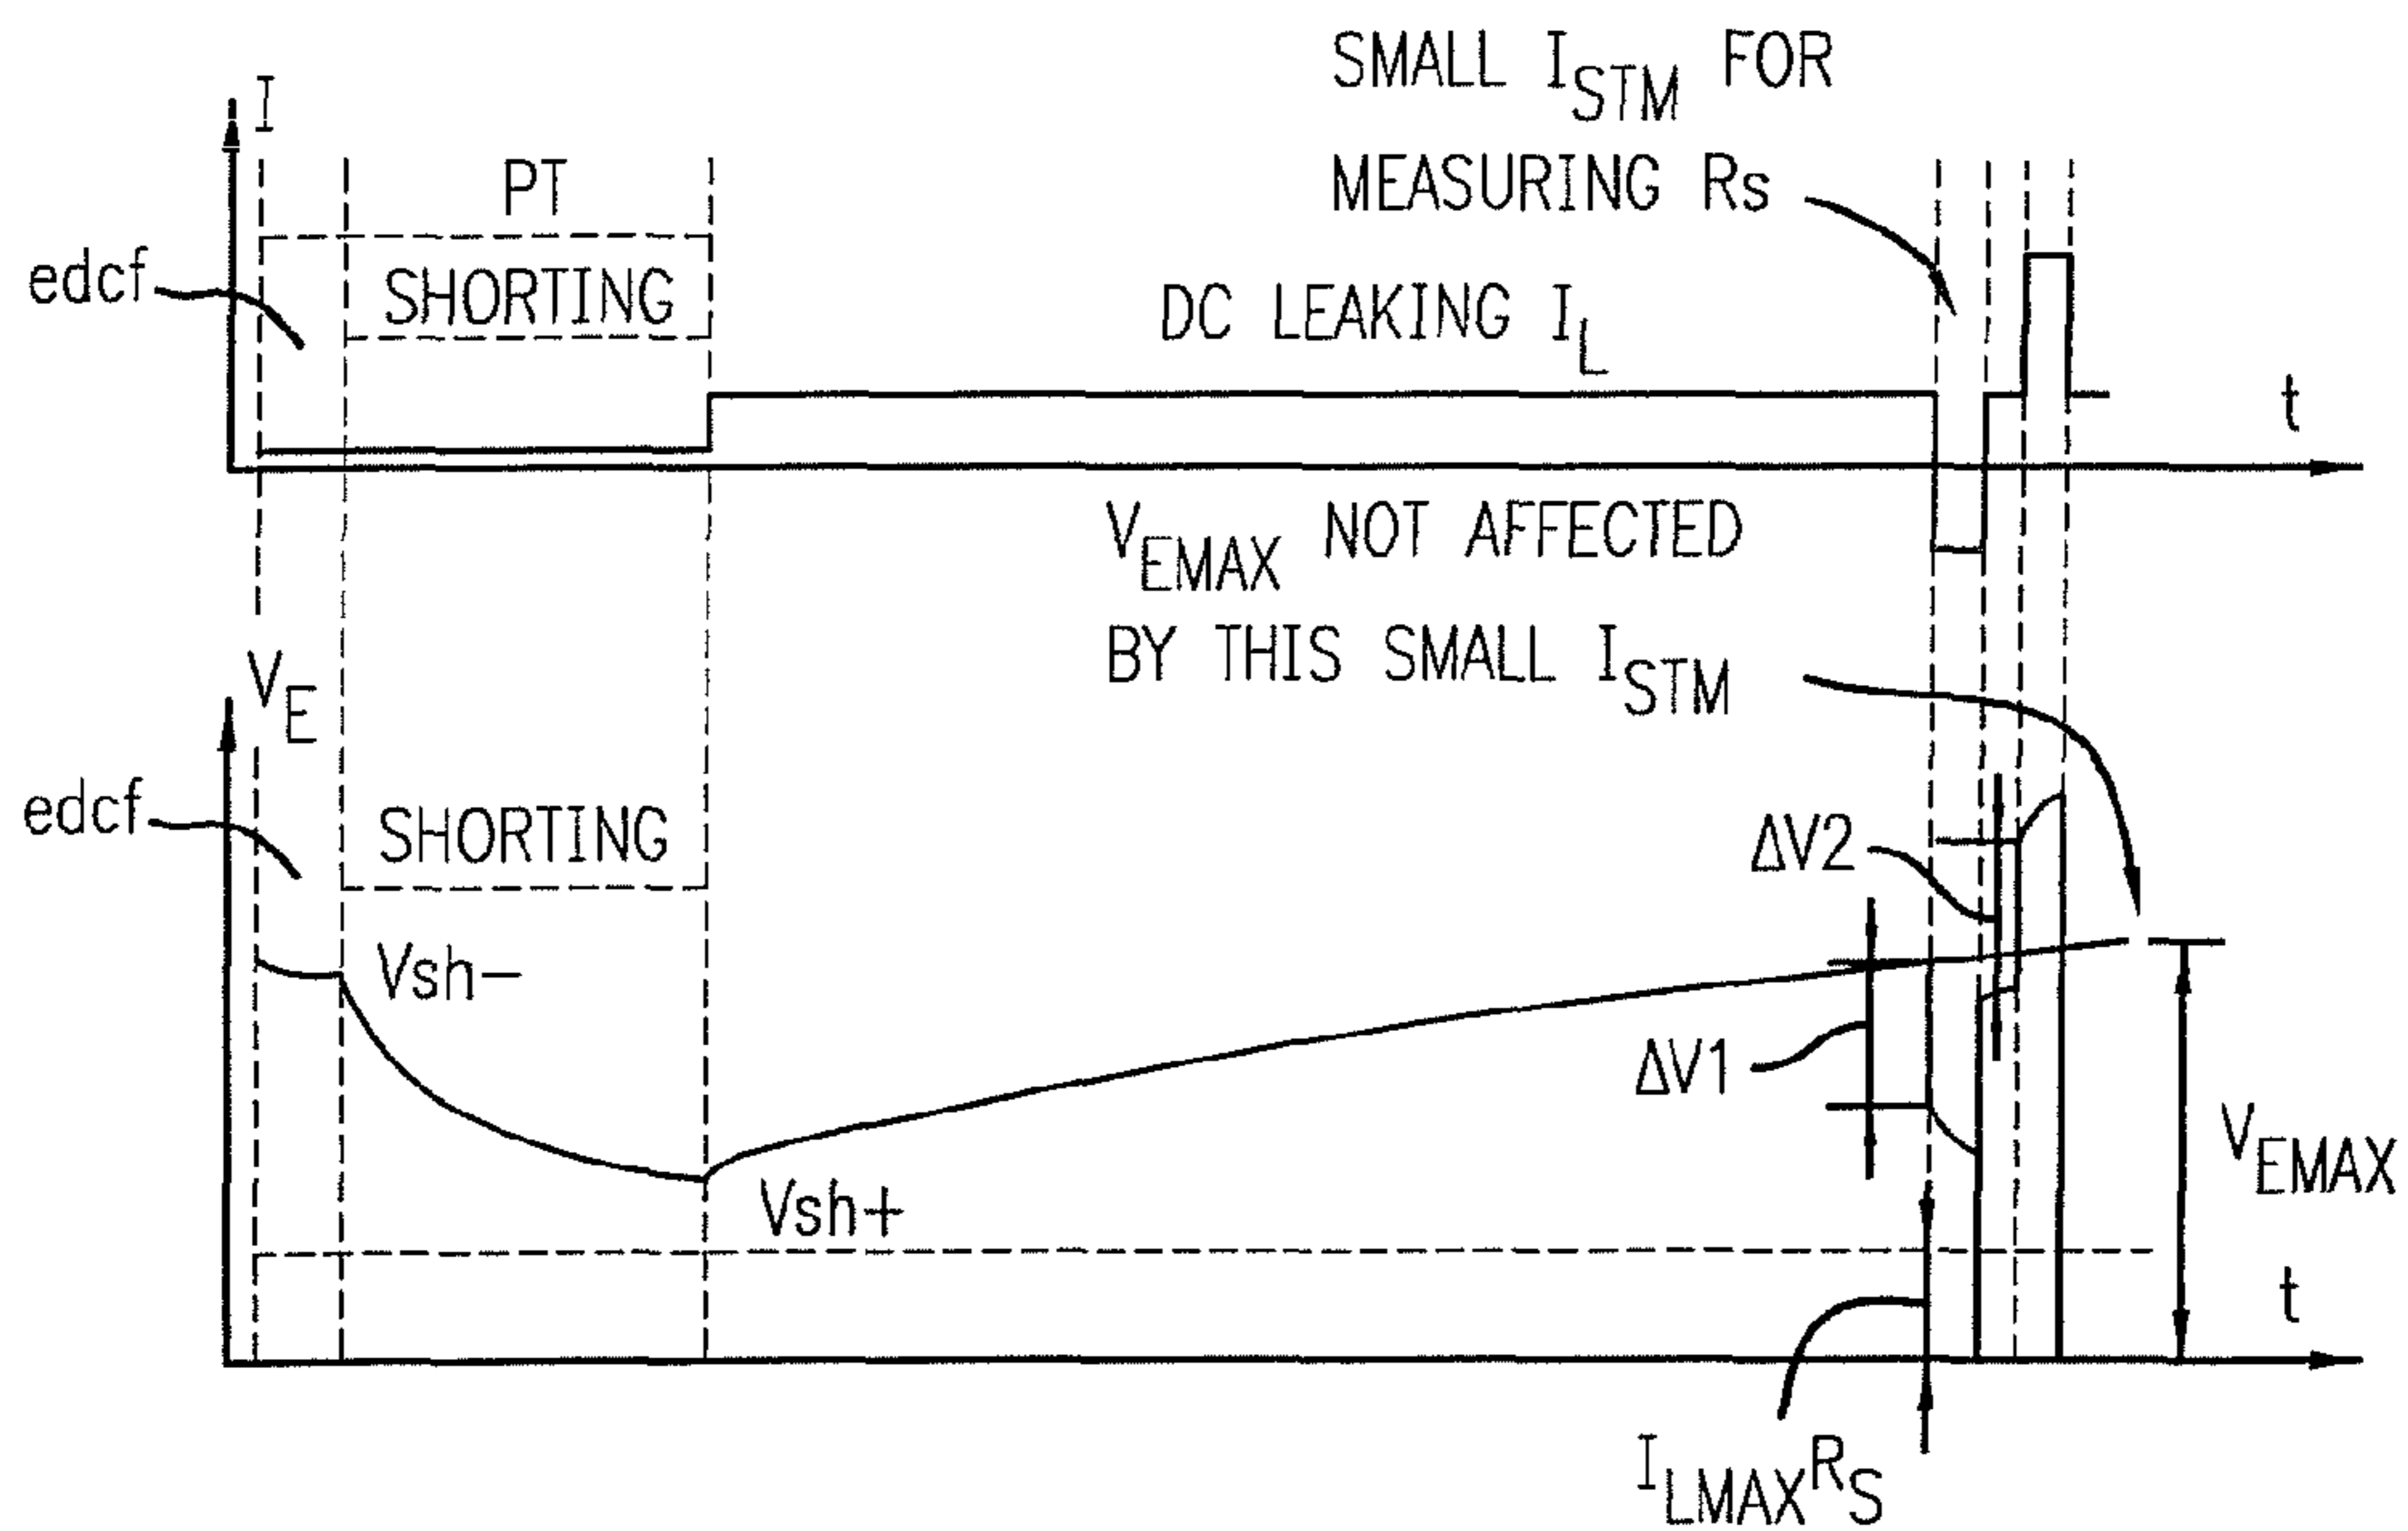 SMALL I_STM FOR
MEASURING Rs
I
PT
edcf
SHORTING
DC LEAKING I_L
t
V_EMAX NOT AFFECTED
BY THIS SMALL I_STM
V_E
edcf
SHORTING
ΔV2
Vsh−
ΔV1
V_EMAX
Vsh+
t
I_LMAX R_S